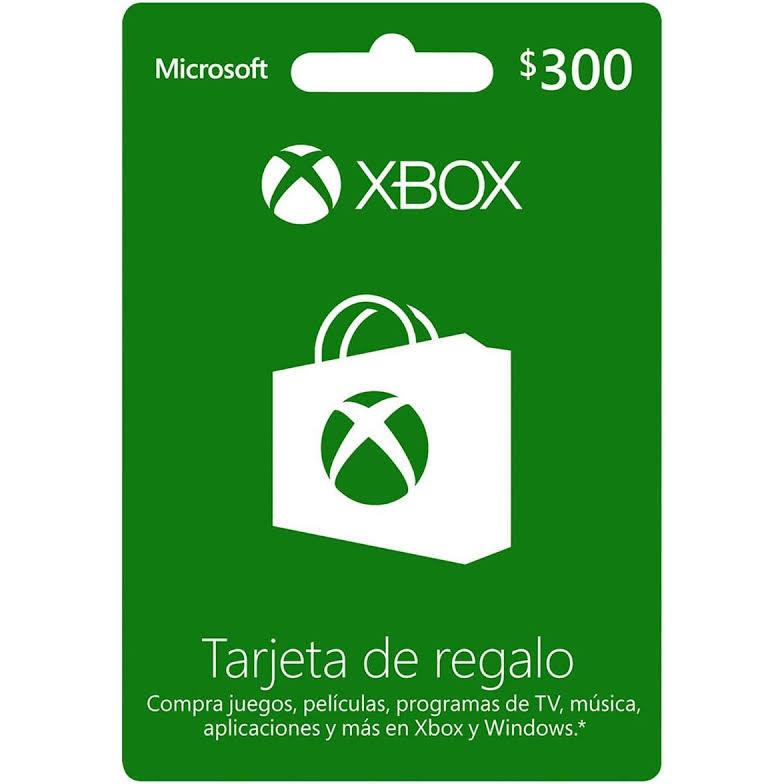 Microsoft
$300
XBOX
Tarjeta de regalo
Compra juegos, películas, programas de TV, música,
aplicaciones y más en Xbox y Windows.*